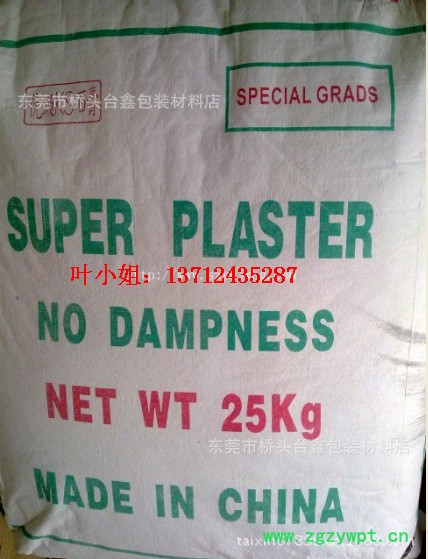 东莞市桥头台鑫包装材料店
SPECIAL GRADS
SUPER PLASTER
叶小姐：13712435287
NO DAMPNESS
NET WT 25Kg
东莞市桥头台鑫包装材料店
MADE IN CHINA
www.zgzywpt.cn